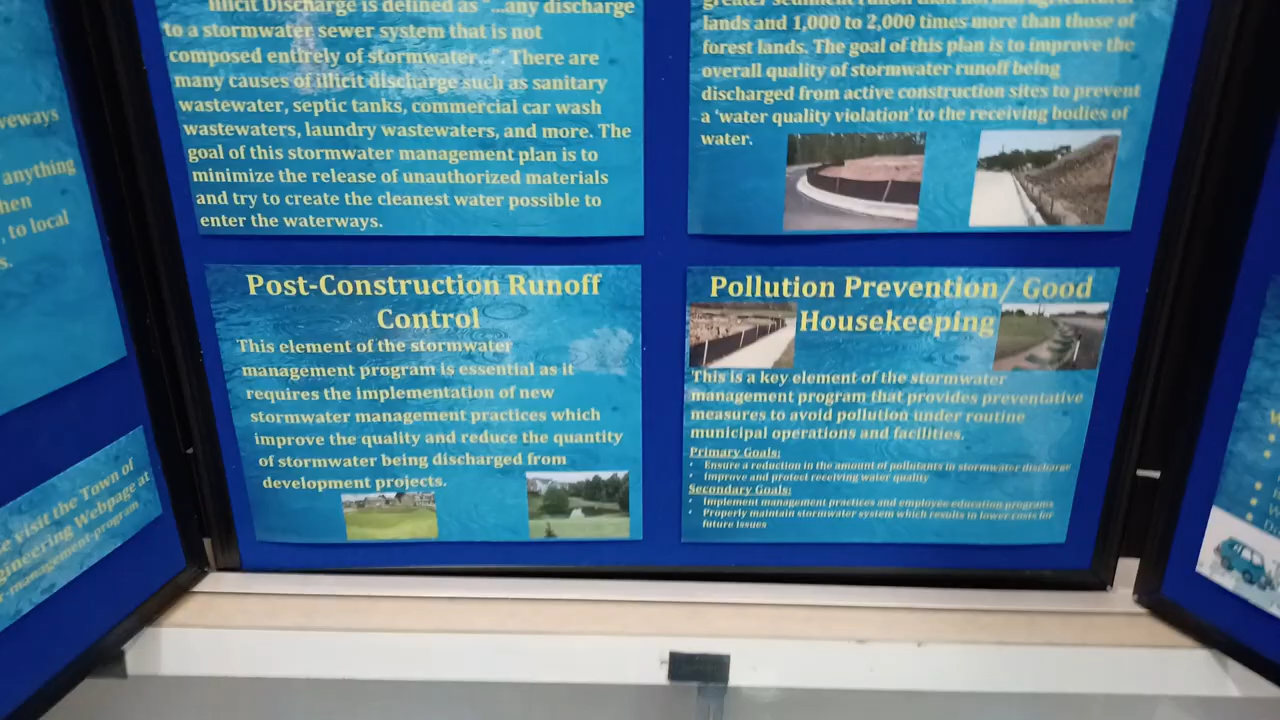 veways
anything
hen
, to local
s.
e visit the Town of
gineering Webpage at
r-management-program
Illicit Discharge is defined as "...any discharge
to a stormwater sewer system that is not
composed entirely of stormwater...". There are
many causes of illicit discharge such as sanitary
wastewater, septic tanks, commercial car wash
wastewaters, laundry wastewaters, and more. The
goal of this stormwater management plan is to
minimize the release of unauthorized materials
and try to create the cleanest water possible to
enter the waterways.
greater sediment runoff than normal agricultural
lands and 1,000 to 2,000 times more than those of
forest lands. The goal of this plan is to improve the
overall quality of stormwater runoff being
discharged from active construction sites to prevent
a 'water quality violation' to the receiving bodies of
water.
Post-Construction Runoff
Control
This element of the stormwater
management program is essential as it
requires the implementation of new
stormwater management practices which
improve the quality and reduce the quantity
of stormwater being discharged from
development projects.
Pollution Prevention/ Good
Housekeeping
This is a key element of the stormwater
management program that provides preventative
measures to avoid pollution under routine
municipal operations and facilities.
Primary Goals:
• Ensure a reduction in the amount of pollutants in stormwater discharge
• Improve and protect receiving water quality
Secondary Goals:
• Implement management practices and employee education programs
• Properly maintain stormwater system which results in lower costs for
future issues